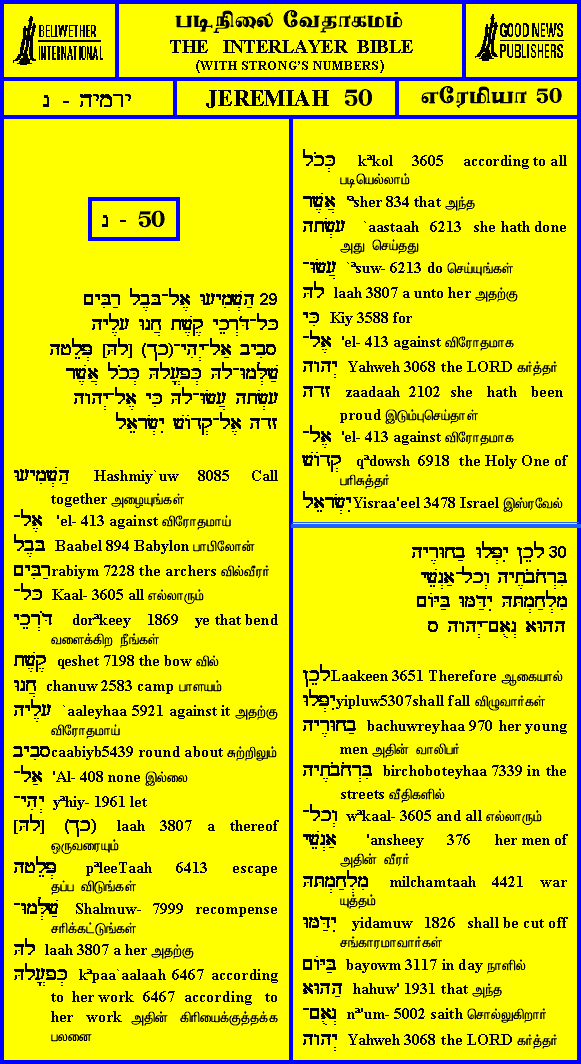 BELLWETHER
INTERNATIONAL
படிநிலை வேதாகமம்
THE INTERLAYER BIBLE
(WITH STRONG'S NUMBERS)
GOOD NEWS
PUBLISHERS
ירמיה - נ
JEREMIAH 50
எரேமியா 50
נ - 50
29 הַשְׁמִיעוּ אֶל־בָּבֶל רַבִּים
כָּל־דֹּרְכֵי קֶשֶׁת חֲנוּ עָלֶיהָ
סָבִיב אַל־יְהִי־(כך) [לָהּ] פְּלֵטָה
שַׁלְּמוּ־לָהּ כְּפָעֳלָהּ כְּכֹל אֲשֶׁר
עָשְׂתָה עֲשׂוּ־לָהּ כִּי אֶל־יְהוָה
זָדָה אֶל־קְדוֹשׁ יִשְׂרָאֵל
הַשְׁמִיעוּ Hashmiy`uw 8085 Call
together அழையுங்கள்
אֶל־ 'el- 413 against விரோதமாய்
בָּבֶל Baabel 894 Babylon பாபிலோன்
רַבִּים rabiym 7228 the archers வில்வீரர்
כָּל־ Kaal- 3605 all எல்லாரும்
דֹּרְכֵי dorªkeey 1869 ye that bend
வளைக்கிற நீங்கள்
קֶשֶׁת qeshet 7198 the bow வில்
חֲנוּ chanuw 2583 camp பாளயம்
עָלֶיהָ `aaleyhaa 5921 against it அதற்கு
விரோதமாய்
סָבִיב caabiyb5439 round about சுற்றிலும்
אַל־ 'Al- 408 none இல்லை
יְהִי־ yªhiy- 1961 let
[לָהּ] (כך) laah 3807 a thereof
ஒருவரையும்
פְּלֵטָה pªleeTaah 6413 escape
தப்ப விடுங்கள்
שַׁלְּמוּ־ Shalmuw- 7999 recompense
சரிக்கட்டுங்கள்
לָהּ laah 3807 a her அதற்கு
כְּפָעֳלָהּ kªpaa`aalaah 6467 according
to her work 6467 according to
her work அதின் கிரியைக்குத்தக்க
பலனை
כְּכֹל kªkol 3605 according to all
படியெல்லாம்
אֲשֶׁר ªsher 834 that அந்த
עָשְׂתָה `aastaah 6213 she hath done
அது செய்தது
עֲשׂוּ־ `ªsuw- 6213 do செய்யுங்கள்
לָהּ laah 3807 a unto her அதற்கு
כִּי Kiy 3588 for
אֶל־ 'el- 413 against விரோதமாக
יְהוָה Yahweh 3068 the LORD கர்த்தர்
זָדָה zaadaah 2102 she hath been
proud இடும்புசெய்தாள்
אֶל־ 'el- 413 against விரோதமாக
קְדוֹשׁ qªdowsh 6918 the Holy One of
பரிசுத்தர்
יִשְׂרָאֵל Yisraa'eel 3478 Israel இஸ்ரவேல்
30 לָכֵן יִפְּלוּ בַחוּרֶיהָ
בִּרְחֹבֹתֶיהָ וְכָל־אַנְשֵׁי
מִלְחַמְתָּהּ יִדַּמּוּ בַּיּוֹם
הַהוּא נְאֻם־יְהוָה ס
לָכֵן Laakeen 3651 Therefore ஆகையால்
יִפְּלוּ yipluw5307shall fall விழுவார்கள்
בַחוּרֶיהָ bachuwreyhaa 970 her young
men அதின் வாலிபர்
בִּרְחֹבֹתֶיהָ birchoboteyhaa 7339 in the
streets வீதிகளில்
וְכָל־ wªkaal- 3605 and all எல்லாரும்
אַנְשֵׁי 'ansheey 376 her men of
அதின் வீரர்
מִלְחַמְתָּהּ milchamtaah 4421 war
யுத்தம்
יִדַּמּוּ yidamuw 1826 shall be cut off
சங்காரமாவார்கள்
בַּיּוֹם bayowm 3117 in day நாளில்
הַהוּא hahuw' 1931 that அந்த
נְאֻם־ nª'um- 5002 saith சொல்லுகிறார்
יְהוָה Yahweh 3068 the LORD கர்த்தர்